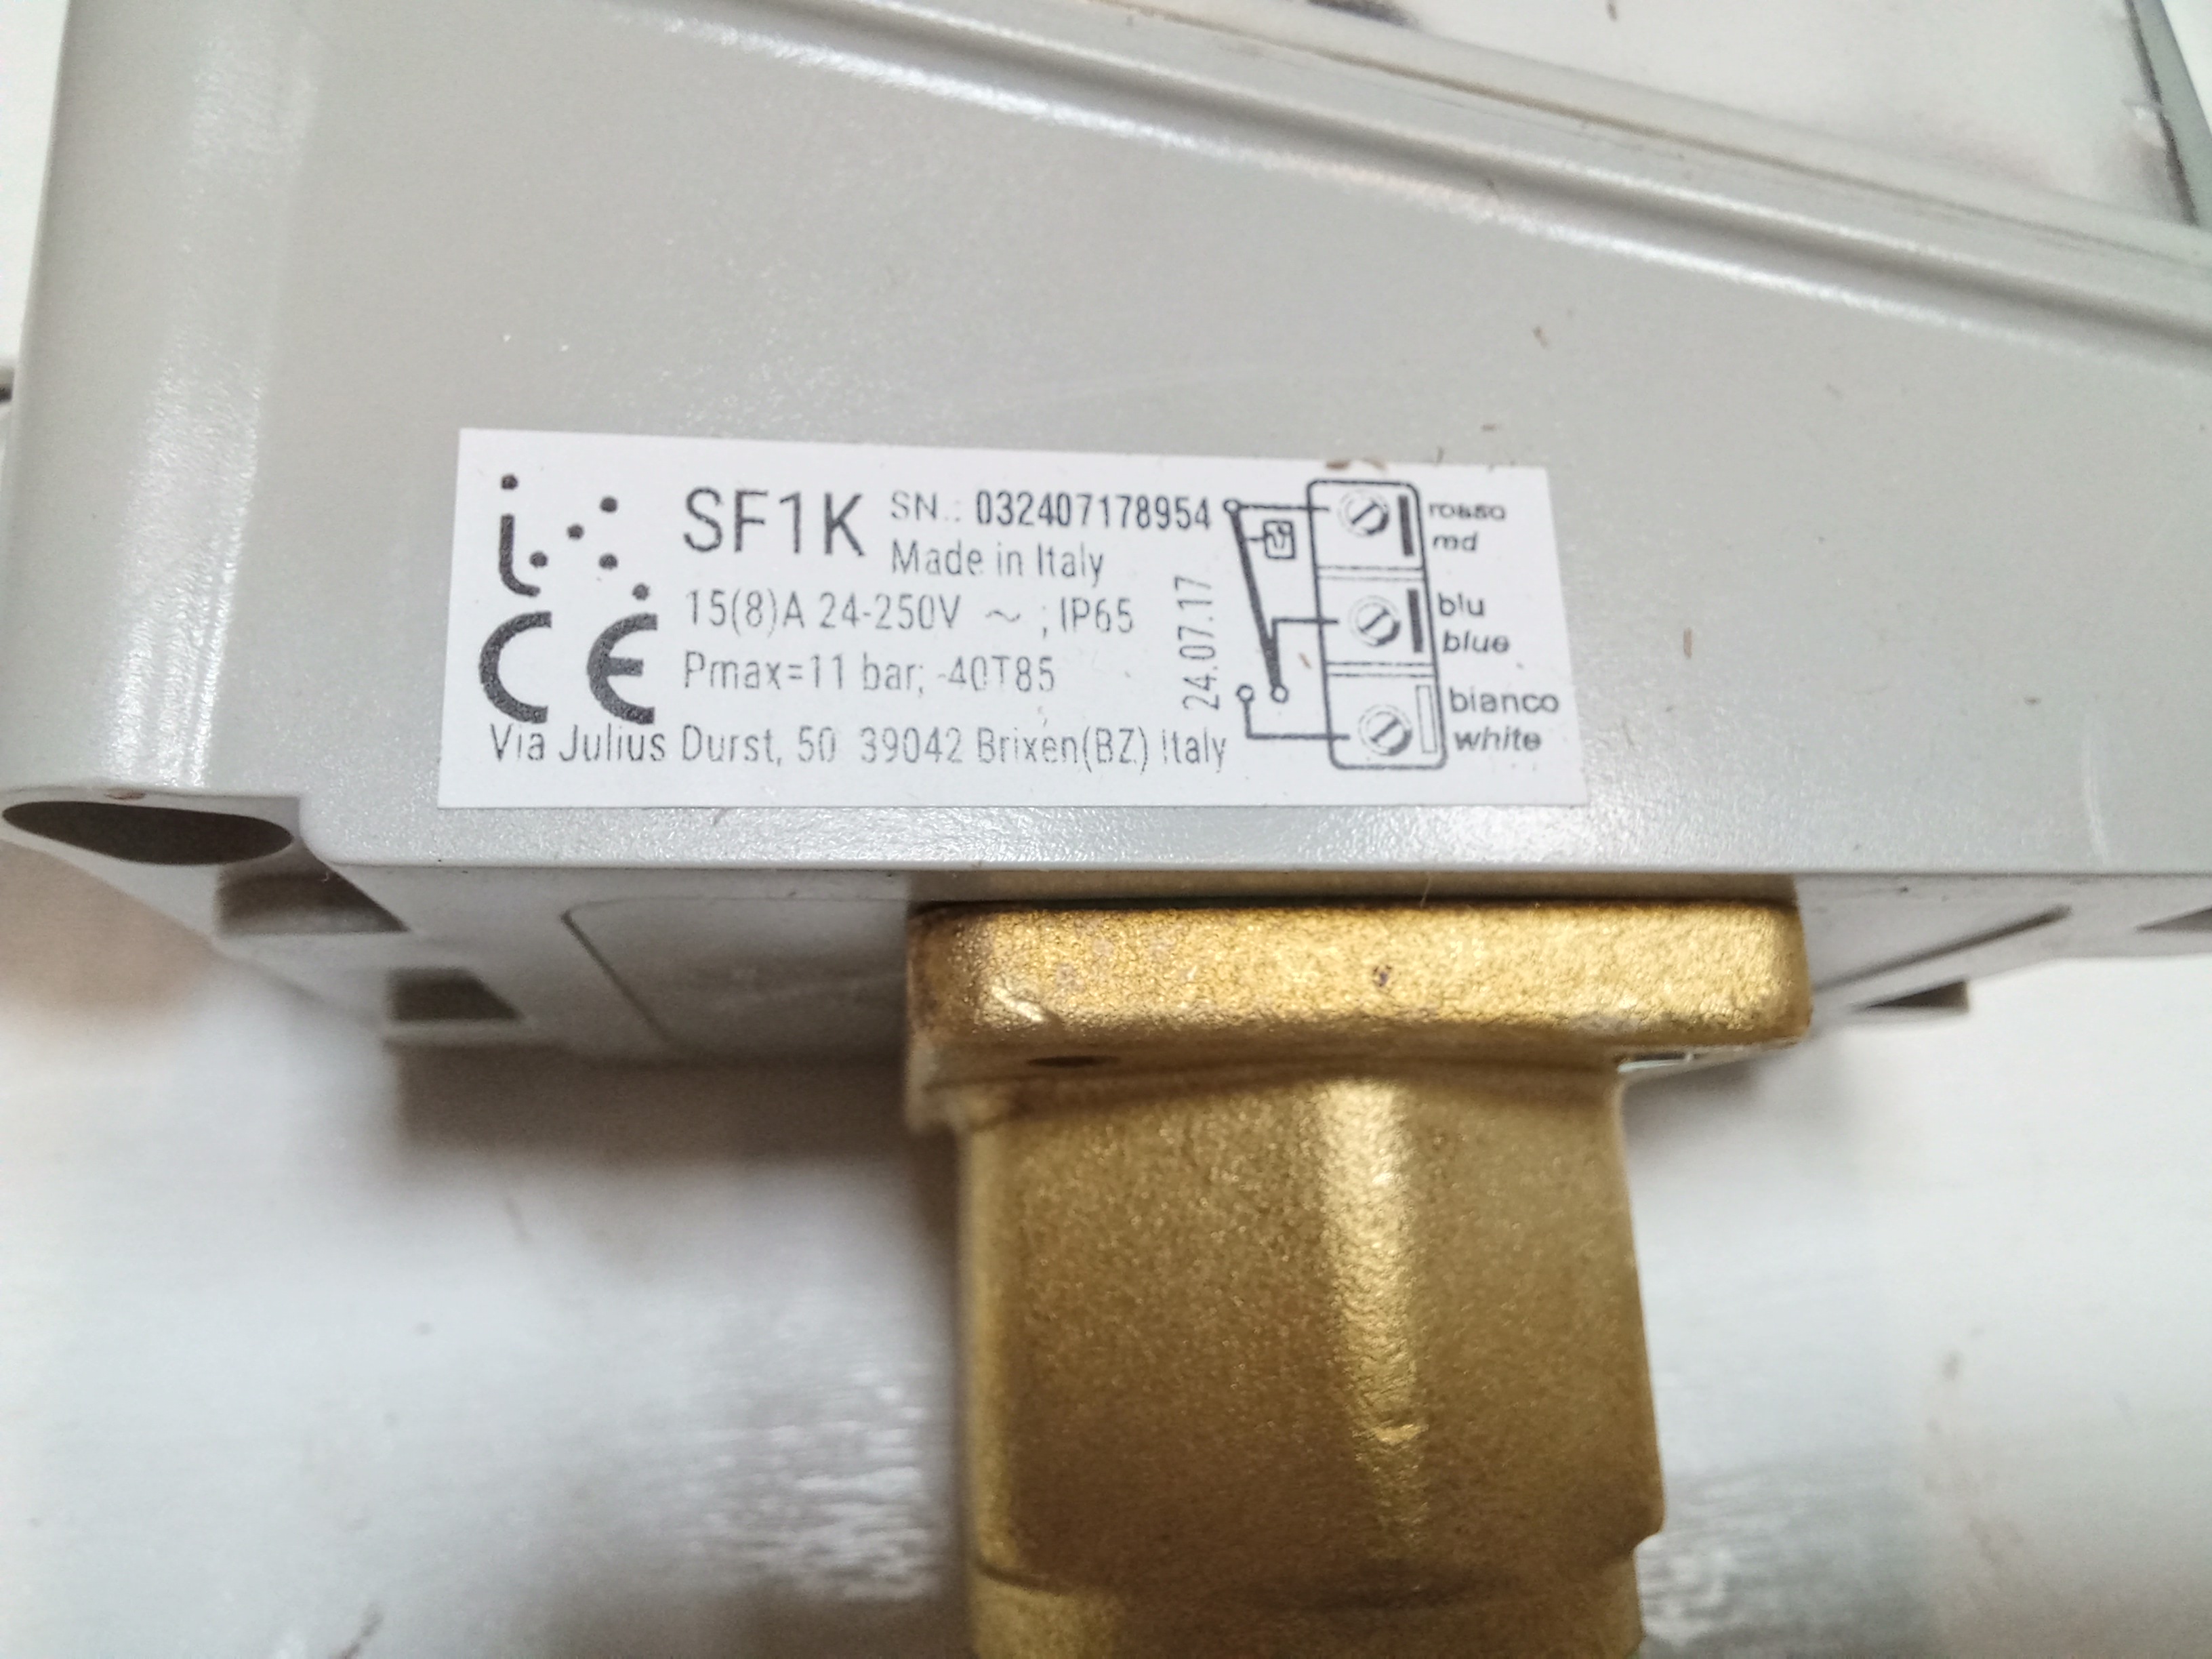 SF1K SN.: 032407178954
Made in Italy
15(8)A 24-250V ~ ; IP65
Pmax=11 bar; -40T85
CE
Via Julius Durst, 50 39042 Brixen(BZ) Italy
24.07.17
rosso
red
blu
blue
bianco
white